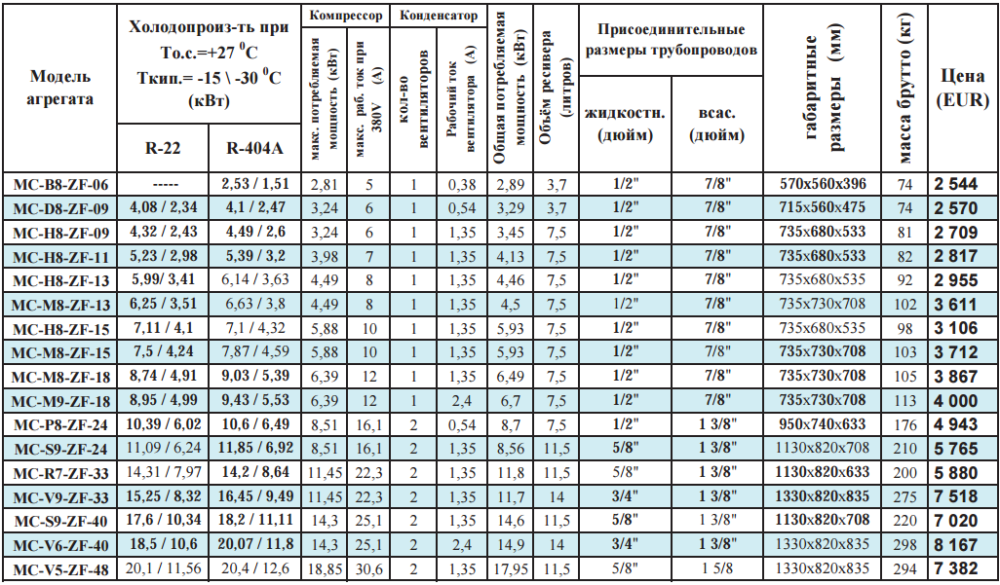 Модель агрегата
Холодопроиз-ть при То.с.=+27 ⁰С Ткип.= -15 \ -30 ⁰С (кВт)
R-22
R-404A
Компрессор
макс. потребляемая мощность (кВт)
макс. раб. ток при 380V (А)
Конденсатор
кол-во вентиляторов
Рабочий ток вентилятора (А)
Общая потребляемая мощность (кВт)
Объём ресивера (литров)
Присоединительные размеры трубопроводов
жидкостн. (дюйм)
всас. (дюйм)
габаритные размеры (мм)
масса брутто (кг)
Цена (EUR)
MC-B8-ZF-06 ----- 2,53 / 1,51 2,81 5 1 0,38 2,89 3,7 1/2" 7/8" 570x560x396 74 2 544
MC-D8-ZF-09 4,08 / 2,34 4,1 / 2,47 3,24 6 1 0,54 3,29 3,7 1/2" 7/8" 715x560x475 74 2 570
MC-H8-ZF-09 4,32 / 2,43 4,49 / 2,6 3,24 6 1 1,35 3,45 7,5 1/2" 7/8" 735x680x533 81 2 709
MC-H8-ZF-11 5,23 / 2,98 5,39 / 3,2 3,98 7 1 1,35 4,13 7,5 1/2" 7/8" 735x680x533 82 2 817
MC-H8-ZF-13 5,99/ 3,41 6,14 / 3,63 4,49 8 1 1,35 4,46 7,5 1/2" 7/8" 735x680x535 92 2 955
MC-M8-ZF-13 6,25 / 3,51 6,63 / 3,8 4,49 8 1 1,35 4,5 7,5 1/2" 7/8" 735x730x708 102 3 611
MC-H8-ZF-15 7,11 / 4,1 7,1 / 4,32 5,88 10 1 1,35 5,93 7,5 1/2" 7/8" 735x680x535 98 3 106
MC-M8-ZF-15 7,5 / 4,24 7,87 / 4,59 5,88 10 1 1,35 5,93 7,5 1/2" 7/8" 735x730x708 103 3 712
MC-M8-ZF-18 8,74 / 4,91 9,03 / 5,39 6,39 12 1 1,35 6,49 7,5 1/2" 7/8" 735x730x708 105 3 867
MC-M9-ZF-18 8,95 / 4,99 9,43 / 5,53 6,39 12 1 2,4 6,7 7,5 1/2" 7/8" 735x730x708 113 4 000
MC-P8-ZF-24 10,39 / 6,02 10,6 / 6,49 8,51 16,1 2 0,54 8,7 7,5 1/2" 1 3/8" 950x740x633 176 4 943
MC-S9-ZF-24 11,09 / 6,24 11,85 / 6,92 8,51 16,1 2 1,35 8,56 11,5 5/8" 1 3/8" 1130x820x708 210 5 765
MC-R7-ZF-33 14,31 / 7,97 14,2 / 8,64 11,45 22,3 2 1,35 11,8 11,5 5/8" 1 3/8" 1130x820x633 200 5 880
MC-V9-ZF-33 15,25 / 8,32 16,45 / 9,49 11,45 22,3 2 1,35 11,7 14 3/4" 1 3/8" 1330x820x835 275 7 518
MC-S9-ZF-40 17,6 / 10,34 18,2 / 11,11 14,3 25,1 2 1,35 14,6 11,5 5/8" 1 3/8" 1130x820x708 220 7 020
MC-V6-ZF-40 18,5 / 10,6 20,07 / 11,8 14,3 25,1 2 2,4 14,9 14 3/4" 1 3/8" 1330x820x835 298 8 167
MC-V5-ZF-48 20,1 / 11,56 20,4 / 12,6 18,85 30,6 2 1,35 17,95 11,5 5/8" 1 5/8 1330x820x835 294 7 382